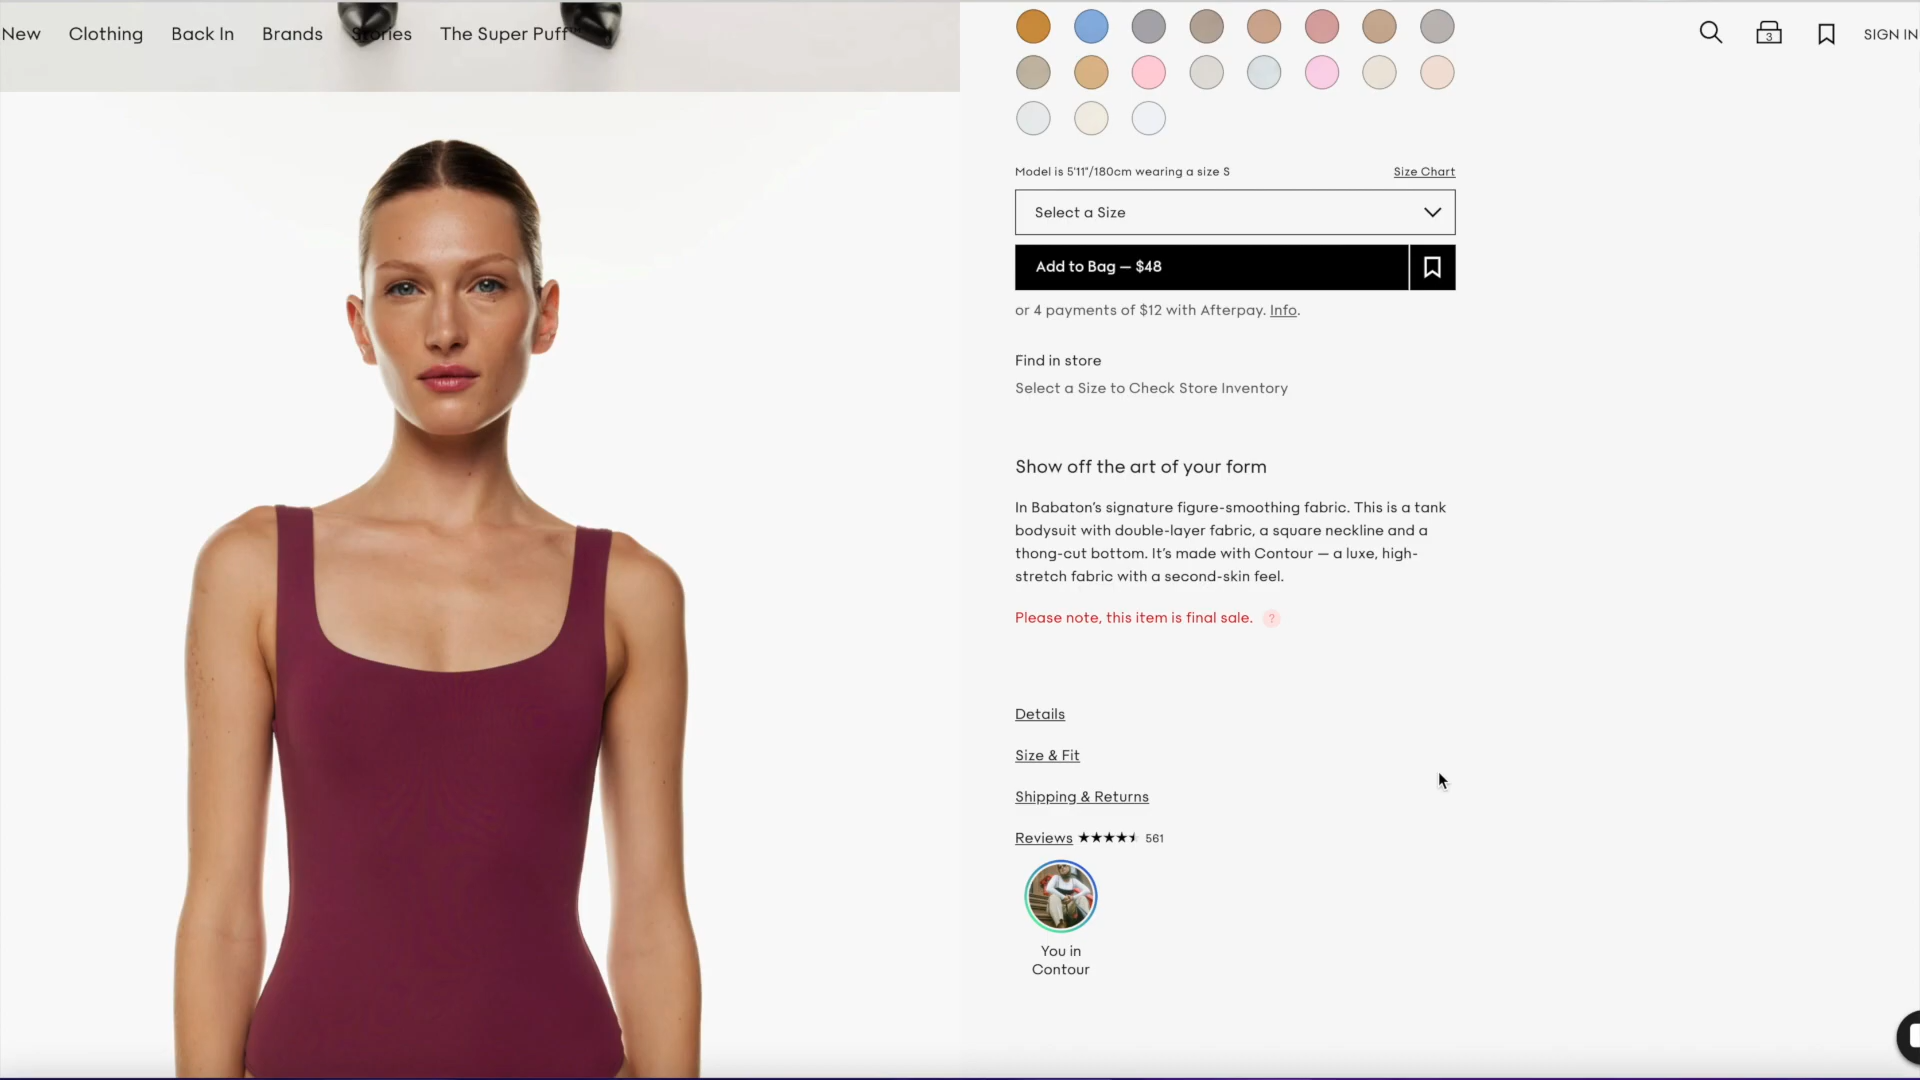 New Clothing Back In Brands Stories The Super Puff™
3
SIGN IN
Model is 5'11"/180cm wearing a size S
Size Chart
Select a Size
Add to Bag — $48
or 4 payments of $12 with Afterpay. Info.
Find in store
Select a Size to Check Store Inventory
Show off the art of your form
In Babaton's signature figure-smoothing fabric. This is a tank
bodysuit with double-layer fabric, a square neckline and a
thong-cut bottom. It's made with Contour — a luxe, high-
stretch fabric with a second-skin feel.
Please note, this item is final sale. ?
Details
Size & Fit
Shipping & Returns
Reviews ★★★★⯨ 561
You in
Contour